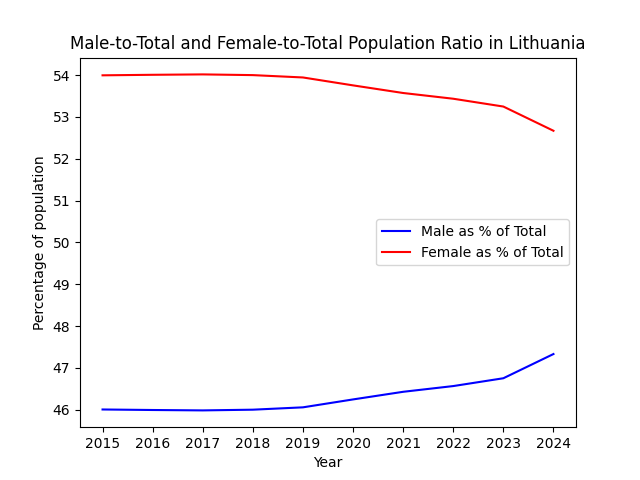 Male-to-Total and Female-to-Total Population Ratio in Lithuania
54
53
52
51
50
49
48
47
46
Percentage of population
Male as % of Total
Female as % of Total
2015 2016 2017 2018 2019 2020 2021 2022 2023 2024
Year